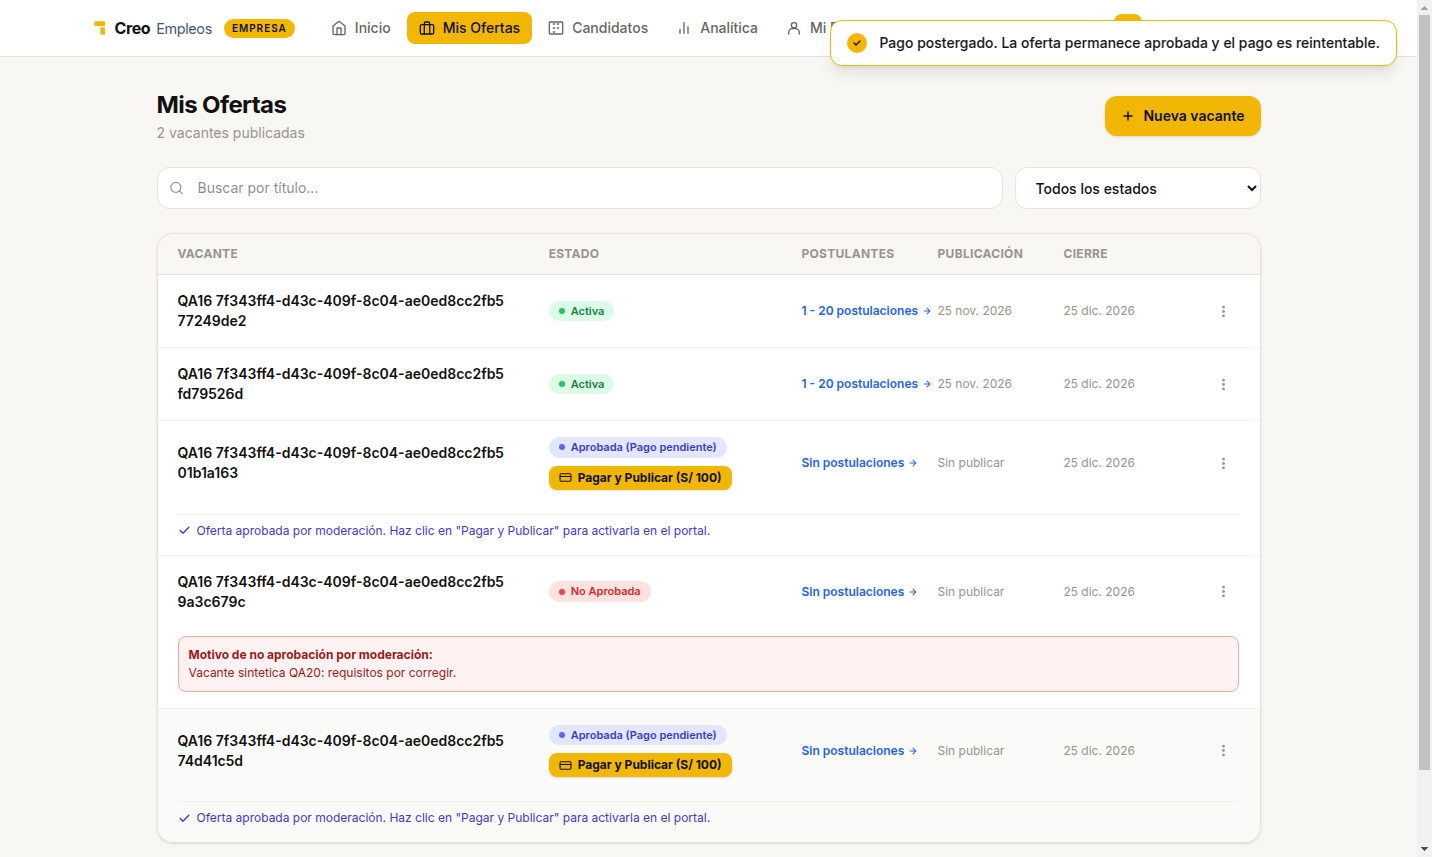 Creo Empleos EMPRESA Inicio Mis Ofertas Candidatos Analítica Mi
Pago postergado. La oferta permanece aprobada y el pago es reintentable.
Mis Ofertas
2 vacantes publicadas
+ Nueva vacante
Buscar por título...
Todos los estados
VACANTE ESTADO POSTULANTES PUBLICACIÓN CIERRE
QA16 7f343ff4-d43c-409f-8c04-ae0ed8cc2fb5
77249de2
Activa
1 - 20 postulaciones → 25 nov. 2026 25 dic. 2026
QA16 7f343ff4-d43c-409f-8c04-ae0ed8cc2fb5
fd79526d
Activa
1 - 20 postulaciones → 25 nov. 2026 25 dic. 2026
QA16 7f343ff4-d43c-409f-8c04-ae0ed8cc2fb5
01b1a163
Aprobada (Pago pendiente)
Pagar y Publicar (S/ 100)
Sin postulaciones → Sin publicar 25 dic. 2026
Oferta aprobada por moderación. Haz clic en "Pagar y Publicar" para activarla en el portal.
QA16 7f343ff4-d43c-409f-8c04-ae0ed8cc2fb5
9a3c679c
No Aprobada
Sin postulaciones → Sin publicar 25 dic. 2026
Motivo de no aprobación por moderación:
Vacante sintetica QA20: requisitos por corregir.
QA16 7f343ff4-d43c-409f-8c04-ae0ed8cc2fb5
74d41c5d
Aprobada (Pago pendiente)
Pagar y Publicar (S/ 100)
Sin postulaciones → Sin publicar 25 dic. 2026
Oferta aprobada por moderación. Haz clic en "Pagar y Publicar" para activarla en el portal.